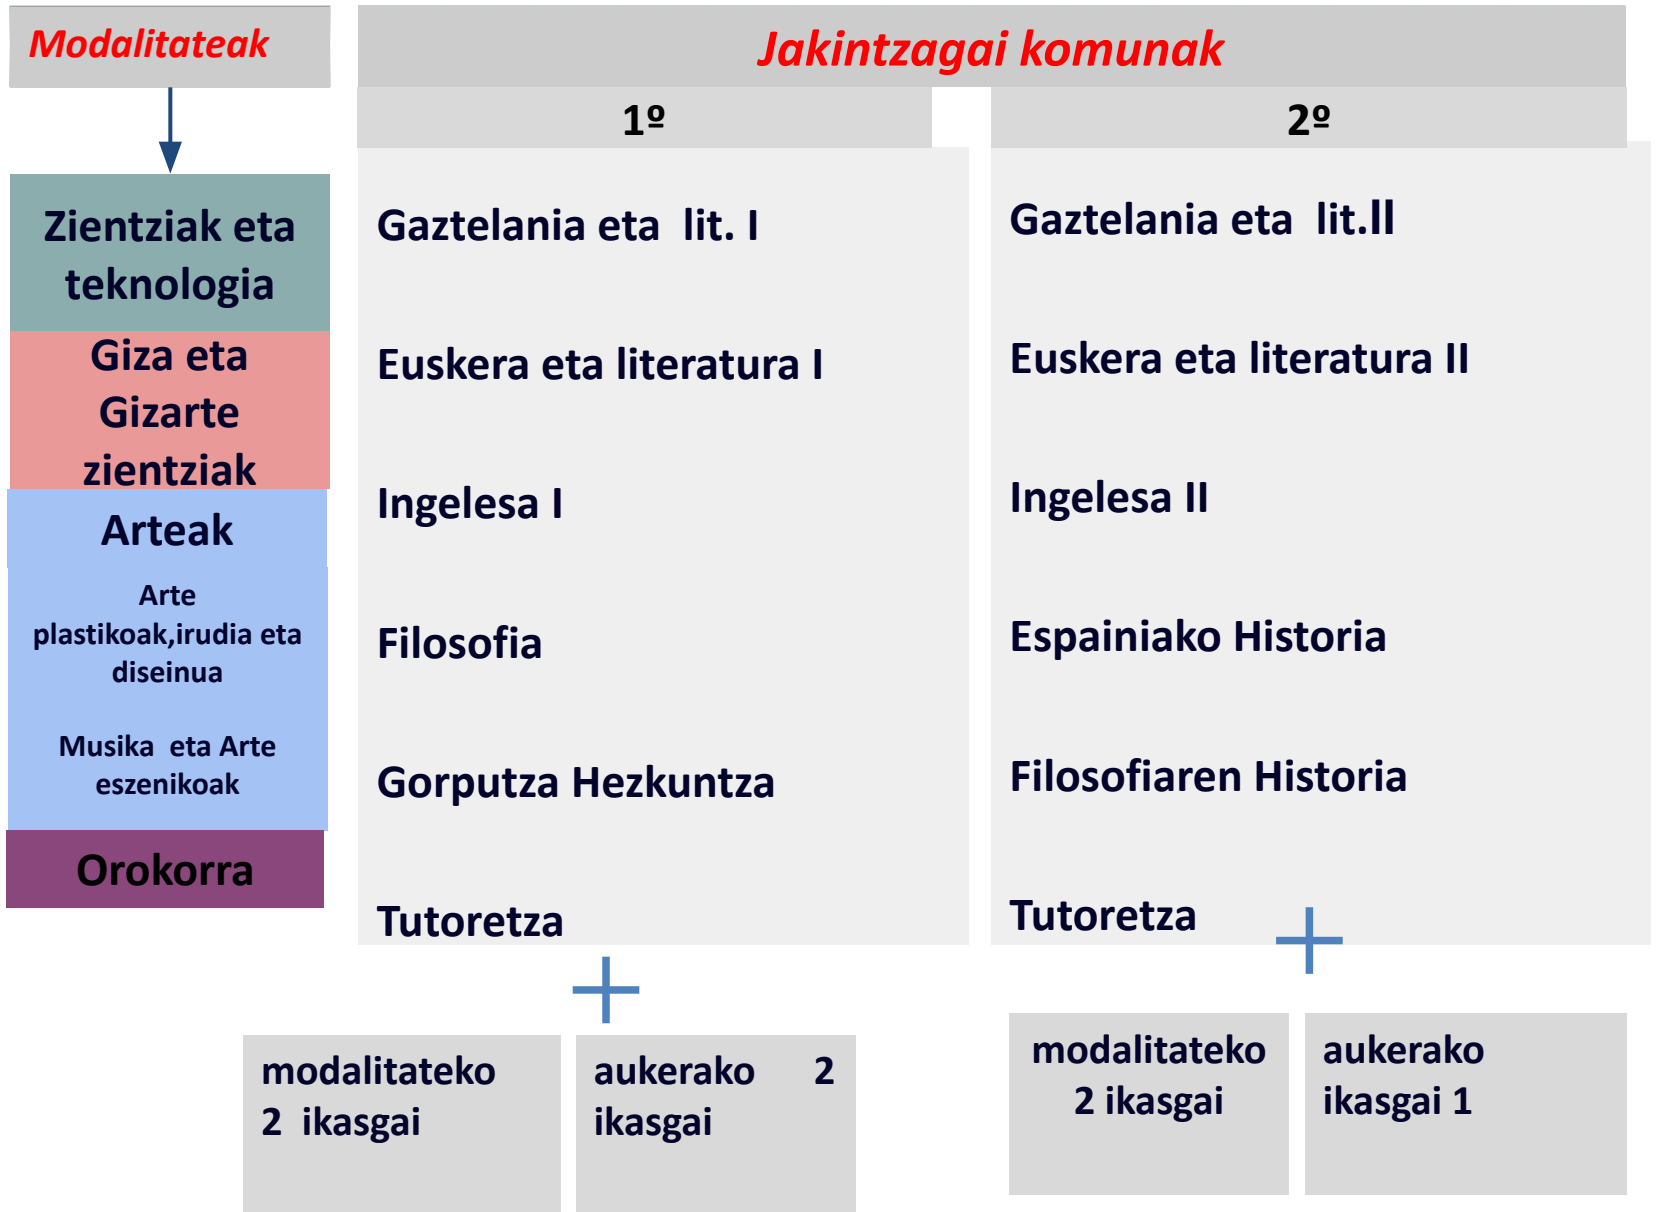 Modalitateak
Jakintzagai komunak
1º
2º
Zientziak eta
teknologia
Giza eta
Gizarte
zientziak
Arteak
Arte
plastikoak,irudia eta
diseinua
Musika eta Arte
eszenikoak
Orokorra
Gaztelania eta lit. I
Euskera eta literatura I
Ingelesa I
Filosofia
Gorputza Hezkuntza
Tutoretza
Gaztelania eta lit.II
Euskera eta literatura II
Ingelesa II
Espainiako Historia
Filosofiaren Historia
Tutoretza
modalitateko
2 ikasgai
aukerako 2
ikasgai
modalitateko
2 ikasgai
aukerako
ikasgai 1